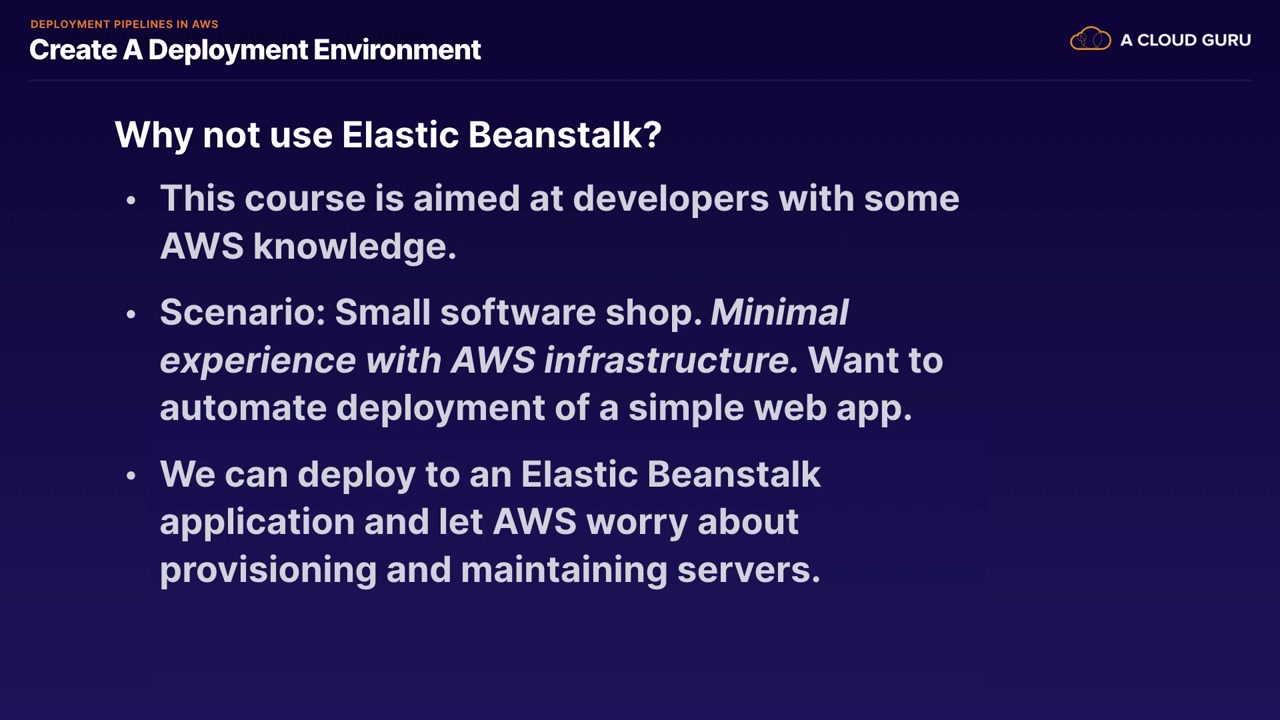 DEPLOYMENT PIPELINES IN AWS
Create A Deployment Environment
A CLOUD GURU
Why not use Elastic Beanstalk?
• This course is aimed at developers with some
AWS knowledge.
• Scenario: Small software shop. Minimal
experience with AWS infrastructure. Want to
automate deployment of a simple web app.
• We can deploy to an Elastic Beanstalk
application and let AWS worry about
provisioning and maintaining servers.